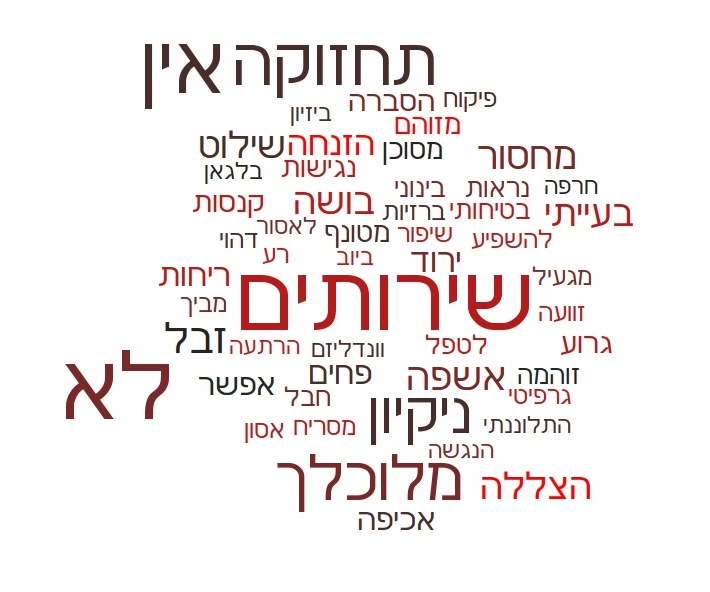 תחזוקה אין
פיקוח
הסברה
ביזיון
מזוהם
הזנחה
שילוט
מסוכן
מחסור
נגישות
בלגאן
בינוני
נראות
חרפה
קנסות
בושה
ברזיות
בטיחותי
בעייתי
לאסור
דהוי
מטונף
שיפור
להשפיע
רע
ביוב
ירוד
ריחות
שירותים
מגעיל
מביך
זוועה
זבל
הרתעה
וונדליזם
לטפל
גרוע
לא
אפשר
פחים
אשפה
זוהמה
חבל
ניקיון
גרפיטי
אסון
מסריח
התלוננתי
הנגשה
מלוכלך
הצללה
אכיפה